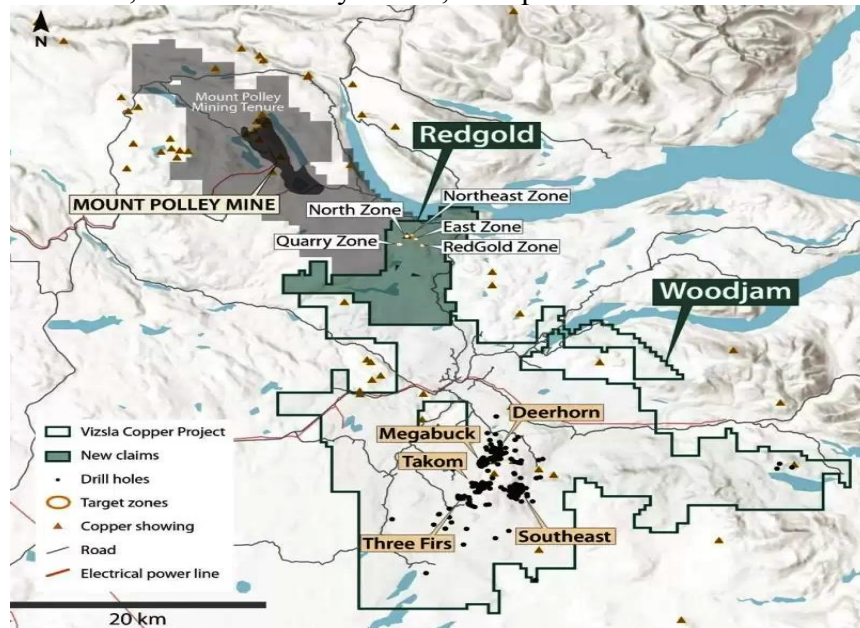 N
Mount Polley
Mining Tenure
Redgold
MOUNT POLLEY MINE
North Zone
Northeast Zone
East Zone
Quarry Zone
RedGold Zone
Woodjam
Deerhorn
Megabuck
Takom
Three Firs
Southeast
Vizsla Copper Project
New claims
Drill holes
Target zones
Copper showing
Road
Electrical power line
20 km